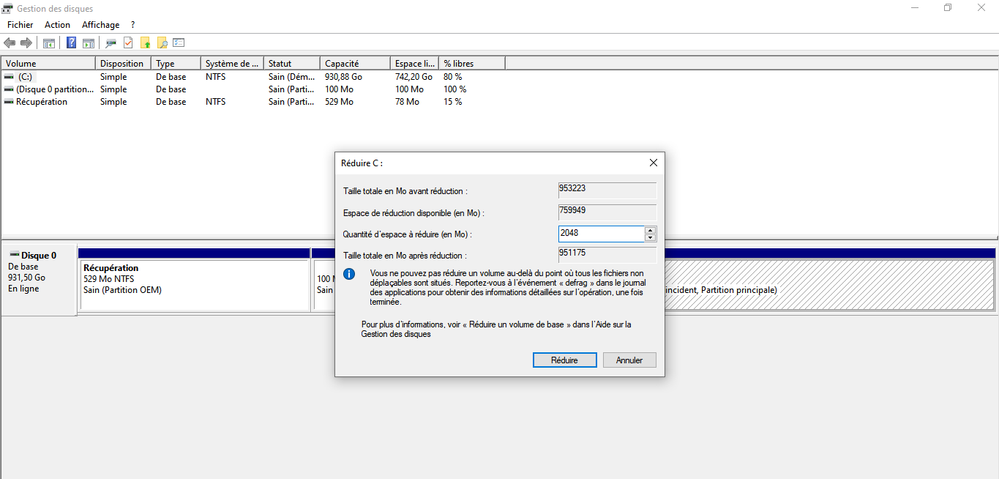 Gestion des disques
Fichier Action Affichage ?
Volume Disposition Type Système de ... Statut Capacité Espace li... % libres
(C:) Simple De base NTFS Sain (Dém... 930,88 Go 742,20 Go 80 %
(Disque 0 partition... Simple De base Sain (Parti... 100 Mo 100 Mo 100 %
Récupération Simple De base NTFS Sain (Parti... 529 Mo 78 Mo 15 %
Réduire C :
Taille totale en Mo avant réduction : 953223
Espace de réduction disponible (en Mo) : 759949
Quantité d'espace à réduire (en Mo) : 2048
Taille totale en Mo après réduction : 951175
Vous ne pouvez pas réduire un volume au-delà du point où tous les fichiers non
déplaçables sont situés. Reportez-vous à l'événement « defrag » dans le journal
des applications pour obtenir des informations détaillées sur l'opération, une fois
terminée.
Pour plus d'informations, voir « Réduire un volume de base » dans l'Aide sur la
Gestion des disques
Réduire Annuler
Disque 0
De base
931,50 Go
En ligne
Récupération
529 Mo NTFS
Sain (Partition OEM)
100
Sain
incident, Partition principale)